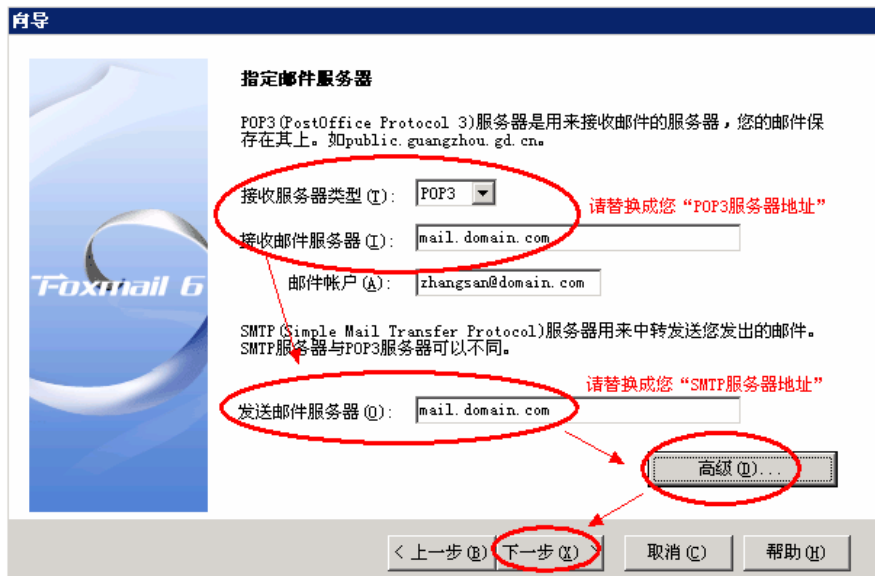 向导
指定邮件服务器
POP3(PostOffice Protocol 3)服务器是用来接收邮件的服务器，您的邮件保
存在其上。如public.guangzhou.gd.cn。
接收服务器类型(T): POP3
请替换成您“POP3服务器地址”
接收邮件服务器(I): mail.domain.com
邮件帐户(A): zhangsan@domain.com
Foxmail 6
SMTP(Simple Mail Transfer Protocol)服务器用来中转发送您发出的邮件。
SMTP服务器与POP3服务器可以不同。
请替换成您“SMTP服务器地址”
发送邮件服务器(O): mail.domain.com
高级(D)...
< 上一步(B) 下一步(X) > 取消(C) 帮助(H)